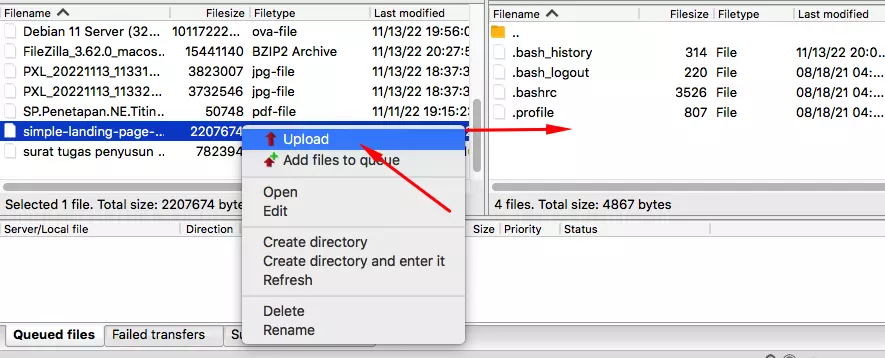 Filename Filesize Filetype Last modified
Debian 11 Server (32... 10117222... ova-file 11/13/22 19:56:0
FileZilla_3.62.0_macos... 15441140 BZIP2 Archive 11/13/22 20:27:5
PXL_20221113_11331... 3823007 jpg-file 11/13/22 18:37:3
PXL_20221113_11332... 3732546 jpg-file 11/13/22 18:37:3
SP.Penetapan.NE.Titin... 50748 pdf-file 11/11/22 19:15:23
simple-landing-page-... 2207674
surat tugas penyusun ... 782394
Selected 1 file. Total size: 2207674 bytes
Filename Filesize Filetype Last modified
..
.bash_history 314 File 11/13/22 20:0...
.bash_logout 220 File 08/18/21 04:...
.bashrc 3526 File 08/18/21 04:...
.profile 807 File 08/18/21 04:...
4 files. Total size: 4867 bytes
Upload
Add files to queue
Open
Edit
Create directory
Create directory and enter it
Refresh
Delete
Rename
Server/Local file Direction Size Priority Status
Queued files Failed transfers Su